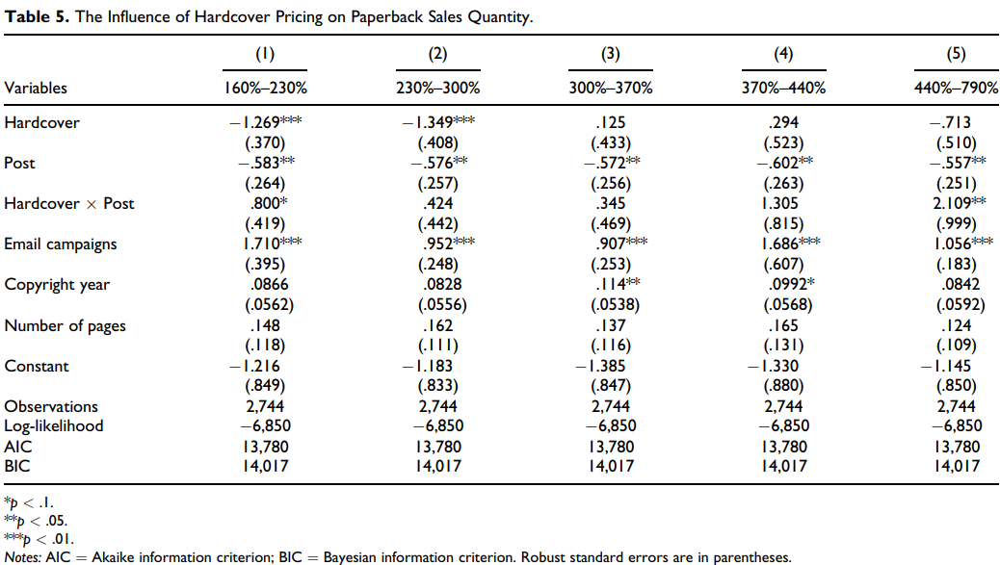 Table 5. The Influence of Hardcover Pricing on Paperback Sales Quantity.
(1) (2) (3) (4) (5)
Variables 160%–230% 230%–300% 300%–370% 370%–440% 440%–790%
Hardcover −1.269*** −1.349*** .125 .294 −.713
(.370) (.408) (.433) (.523) (.510)
Post −.583** −.576** −.572** −.602** −.557**
(.264) (.257) (.256) (.263) (.251)
Hardcover × Post .800* .424 .345 1.305 2.109**
(.419) (.442) (.469) (.815) (.999)
Email campaigns 1.710*** .952*** .907*** 1.686*** 1.056***
(.395) (.248) (.253) (.607) (.183)
Copyright year .0866 .0828 .114** .0992* .0842
(.0562) (.0556) (.0538) (.0568) (.0592)
Number of pages .148 .162 .137 .165 .124
(.118) (.111) (.116) (.131) (.109)
Constant −1.216 −1.183 −1.385 −1.330 −1.145
(.849) (.833) (.847) (.880) (.850)
Observations 2,744 2,744 2,744 2,744 2,744
Log-likelihood −6,850 −6,850 −6,850 −6,850 −6,850
AIC 13,780 13,780 13,780 13,780 13,780
BIC 14,017 14,017 14,017 14,017 14,017
*p < .1.
**p < .05.
***p < .01.
Notes: AIC = Akaike information criterion; BIC = Bayesian information criterion. Robust standard errors are in parentheses.